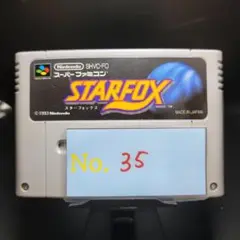 Nintendo SHVC-FO
スーパーファミコン
STARFOX
スターフォックス
© 1993 Nintendo
MADE IN JAPAN
No. 35